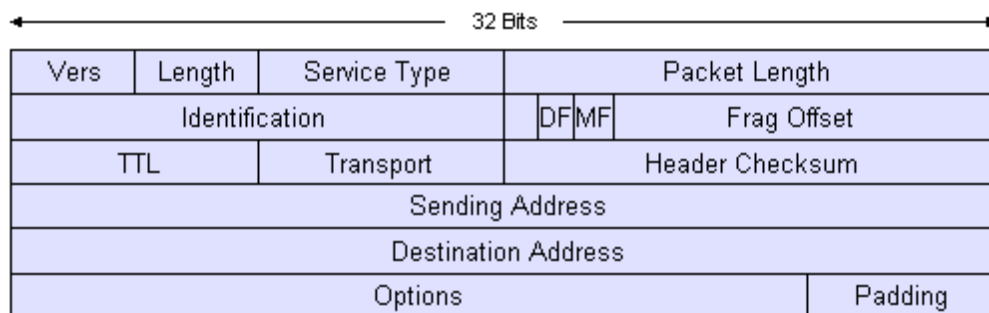 32 Bits
Vers Length Service Type Packet Length
Identification DF MF Frag Offset
TTL Transport Header Checksum
Sending Address
Destination Address
Options Padding